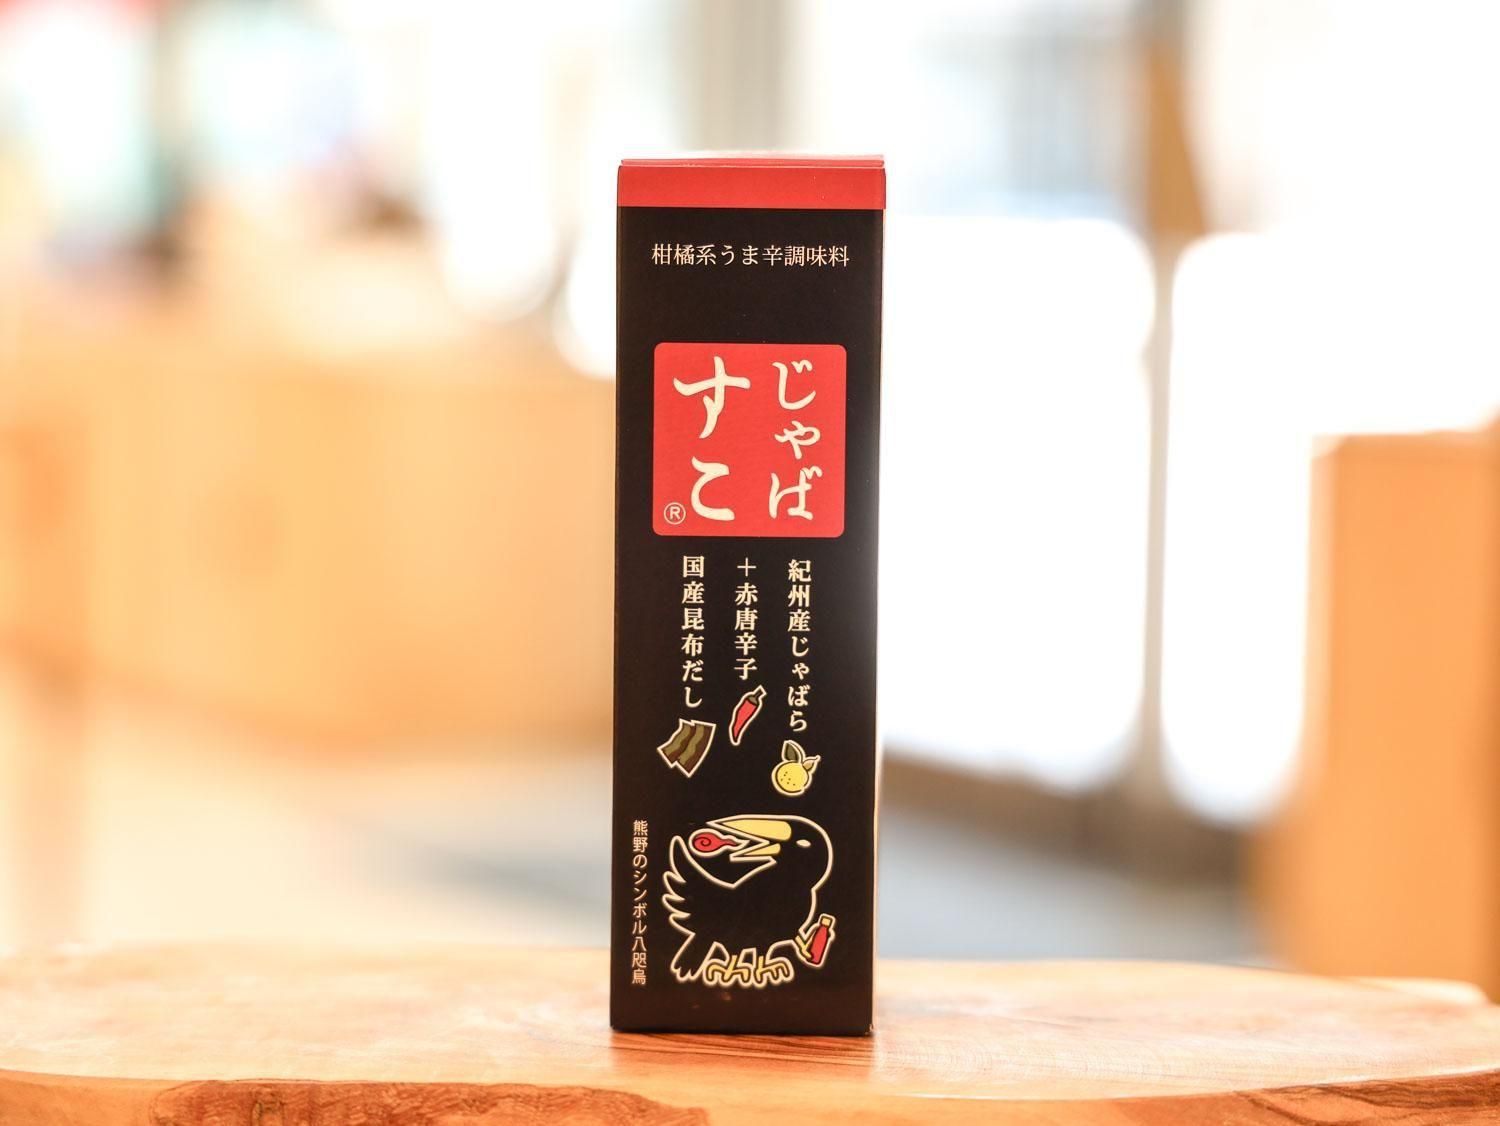 柑橘系うま辛調味料
じゃば
すこ
®
紀州産じゃばら
+赤唐辛子
国産昆布だし
熊野のシンボル八咫烏